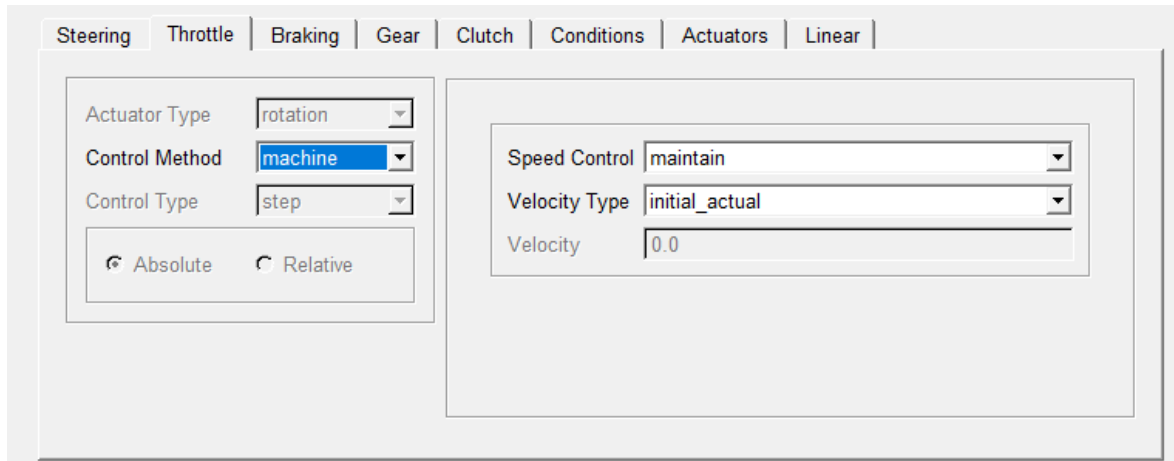 Steering Throttle Braking Gear Clutch Conditions Actuators Linear
Actuator Type rotation
Control Method machine
Control Type step
Absolute Relative
Speed Control maintain
Velocity Type initial_actual
Velocity 0.0